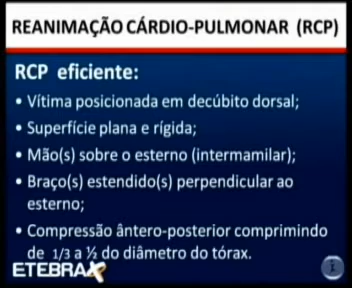 REANIMAÇÃO CÁRDIO-PULMONAR (RCP)
RCP eficiente:
• Vítima posicionada em decúbito dorsal;
• Superfície plana e rígida;
• Mão(s) sobre o esterno (intermamilar);
• Braço(s) estendido(s) perpendicular ao
esterno;
• Compressão ântero-posterior comprimindo
de 1/3 a ½ do diâmetro do tórax.
ETEBRAX